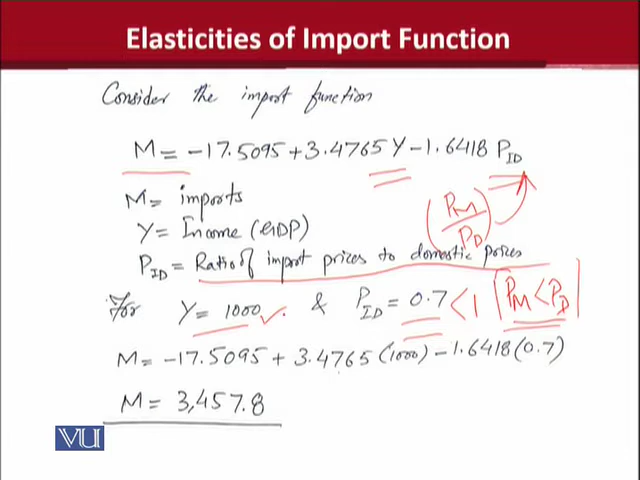 Elasticities of Import Function
Consider the import function
M = -17.5095 + 3.4765 Y - 1.6418 P_ID
M = imports
Y = Income (GDP)
(P_M / P_D)
P_ID = Ratio of import prices to domestic prices
For Y = 1000 ✓ & P_ID = 0.7 < 1 | P_M < P_D |
M = -17.5095 + 3.4765 (1000) - 1.6418 (0.7)
M = 3,457.8
VU